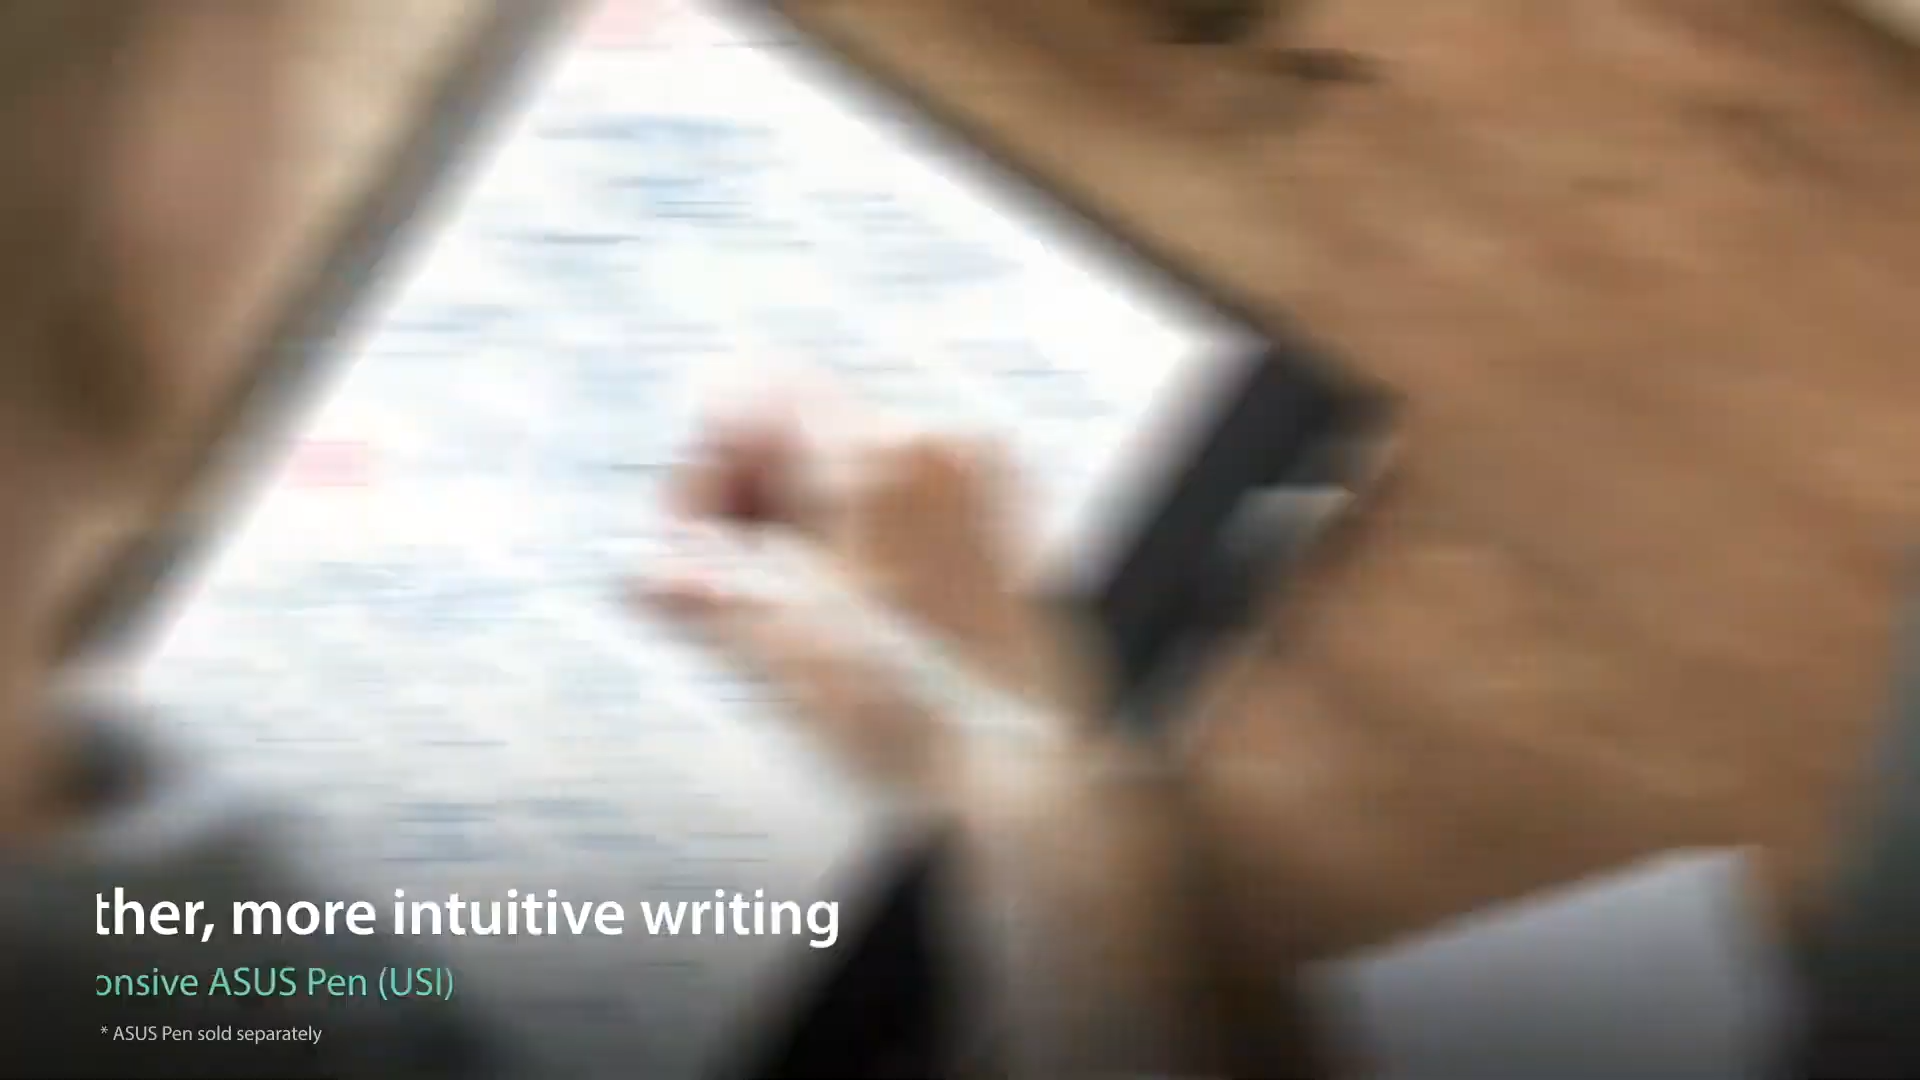 ther, more intuitive writing
onsive ASUS Pen (USI)
* ASUS Pen sold separately